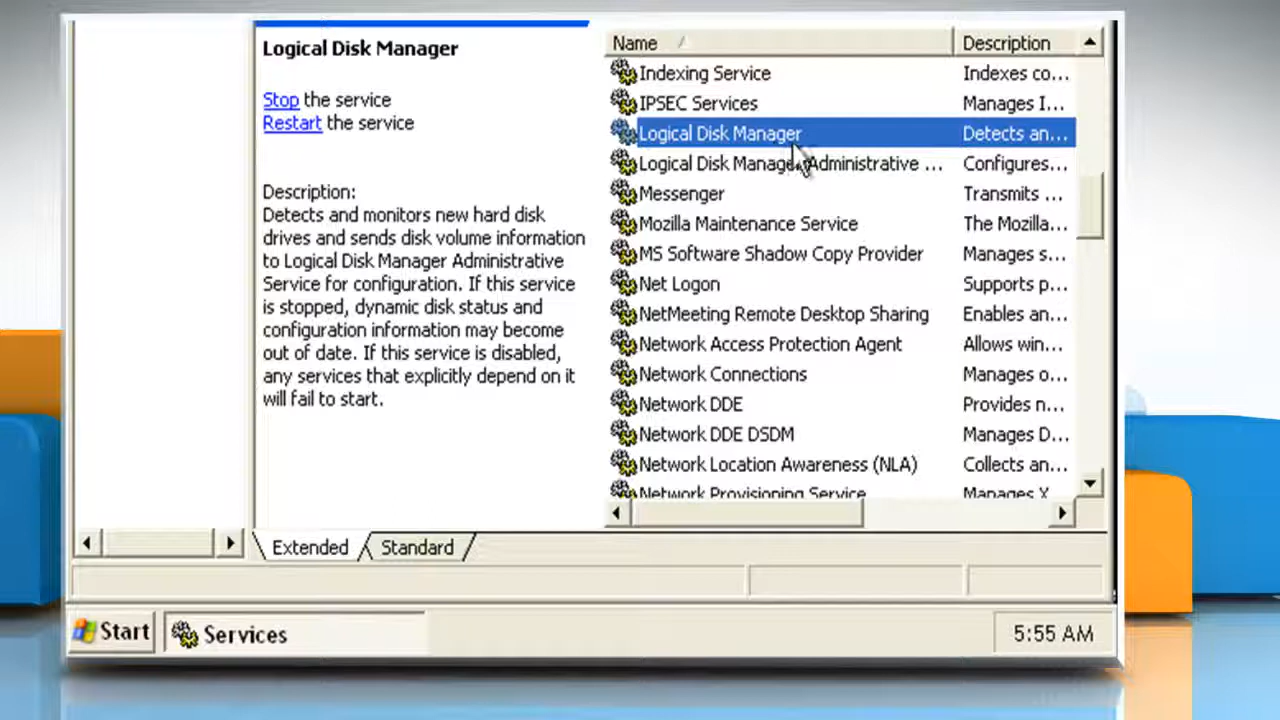 Logical Disk Manager
Stop the service
Restart the service
Description:
Detects and monitors new hard disk
drives and sends disk volume information
to Logical Disk Manager Administrative
Service for configuration. If this service
is stopped, dynamic disk status and
configuration information may become
out of date. If this service is disabled,
any services that explicitly depend on it
will fail to start.
Name Description
Indexing Service Indexes co...
IPSEC Services Manages I...
Logical Disk Manager Detects an...
Logical Disk Manager Administrative ... Configures...
Messenger Transmits ...
Mozilla Maintenance Service The Mozilla...
MS Software Shadow Copy Provider Manages s...
Net Logon Supports p...
NetMeeting Remote Desktop Sharing Enables an...
Network Access Protection Agent Allows win...
Network Connections Manages o...
Network DDE Provides n...
Network DDE DSDM Manages D...
Network Location Awareness (NLA) Collects an...
Network Provisioning Service Manages X
Extended Standard
Start Services 5:55 AM